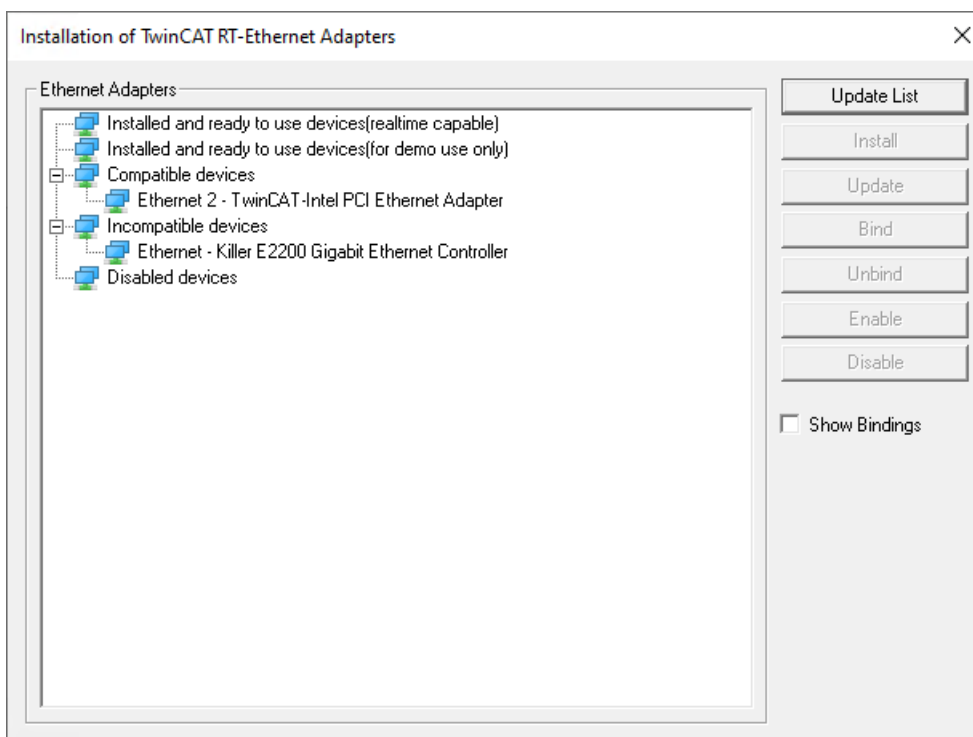 Installation of TwinCAT RT-Ethernet Adapters
Ethernet Adapters
Installed and ready to use devices(realtime capable)
Installed and ready to use devices(for demo use only)
Compatible devices
Ethernet 2 - TwinCAT-Intel PCI Ethernet Adapter
Incompatible devices
Ethernet - Killer E2200 Gigabit Ethernet Controller
Disabled devices
Update List
Install
Update
Bind
Unbind
Enable
Disable
Show Bindings